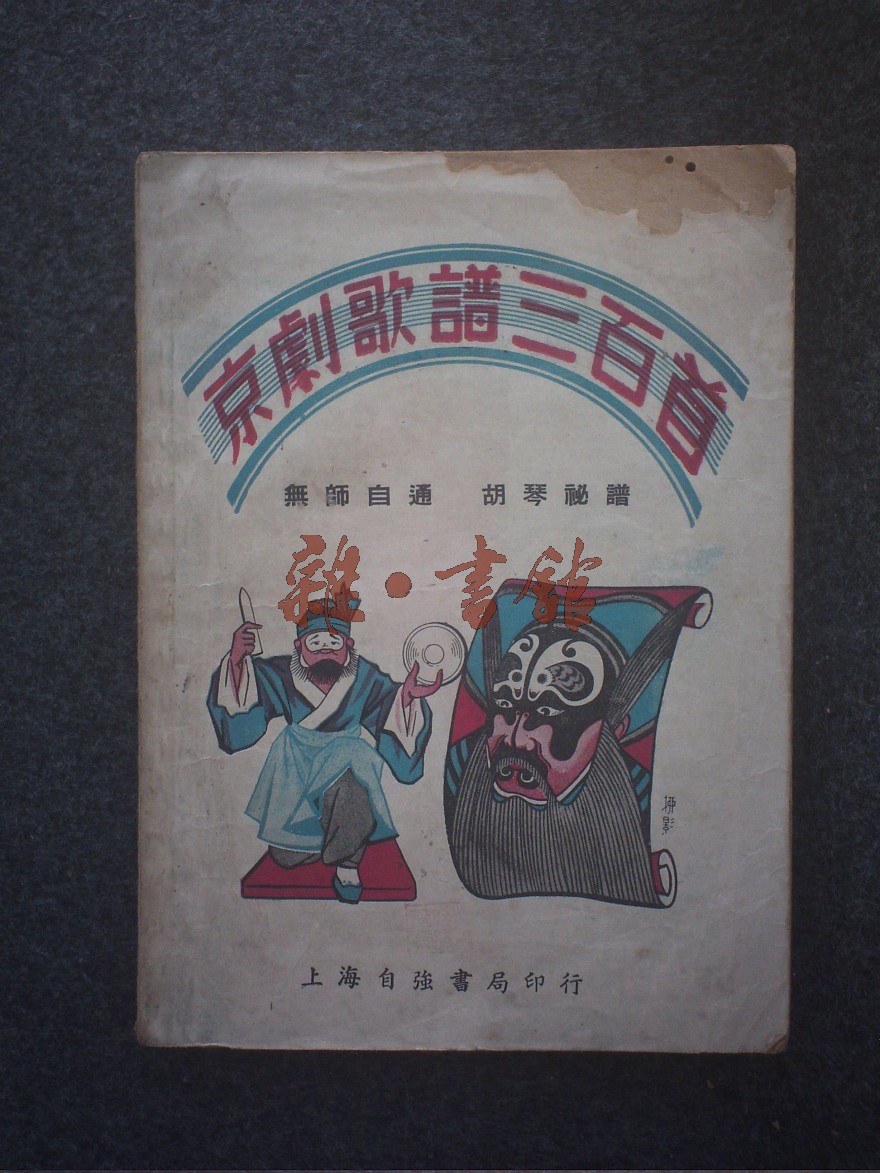 京劇歌譜三百首
無師自通 胡琴祕譜
雜·書館
上海自強書局印行